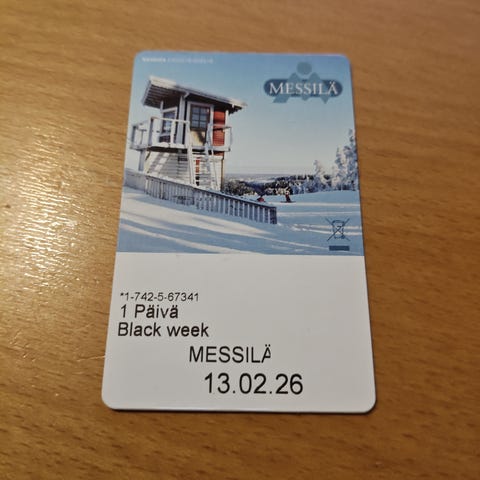 MESSILÄ
*1-742-5-67341
1 Päivä
Black week
MESSILÄ
13.02.26